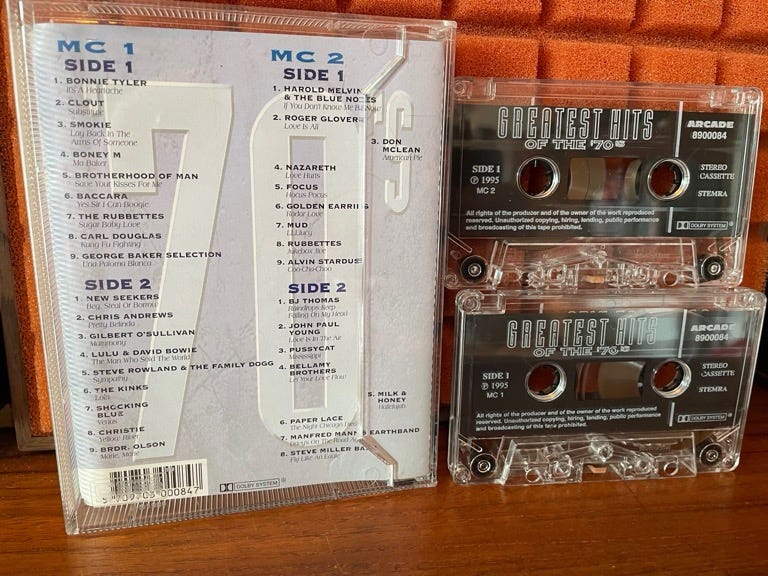 MC 1
SIDE 1
1. BONNIE TYLER
It's A Heartache
2. CLOUT
Substitute
3. SMOKIE
Lay Back In The
Arms Of Someone
4. BONEY M
Ma Baker
5. BROTHERHOOD OF MAN
Save Your Kisses For Me
6. BACCARA
Yes Sir I Can Boogie
7. THE RUBBETTES
Sugar Baby Love
8. CARL DOUGLAS
Kung Fu Fighting
9. GEORGE BAKER SELECTION
Una Paloma Blanca
SIDE 2
1. NEW SEEKERS
Beg, Steal Or Borrow
2. CHRIS ANDREWS
Pretty Belinda
3. GILBERT O'SULLIVAN
Matrimony
4. LULU & DAVID BOWIE
The Man Who Sold The World
5. STEVE ROWLAND & THE FAMILY DOGG
Sympathy
6. THE KINKS
Lola
7. SHOCKING
BLUE
Venus
8. CHRISTIE
Yellow River
9. BRDR. OLSON
Marie, Marie
MC 2
SIDE 1
1. HAROLD MELVIN
& THE BLUE NOTES
If You Don't Know Me By Now
2. ROGER GLOVER
Love Is All
3. DON
MCLEAN
American Pie
4. NAZARETH
Love Hurts
5. FOCUS
Hocus Pocus
6. GOLDEN EARRING
Radar Love
7. MUD
L.L.Lucy
8. RUBBETTES
Jukebox Jive
9. ALVIN STARDUST
Coo-Cha-Choo
SIDE 2
1. BJ THOMAS
Raindrops Keep
Falling On My Head
2. JOHN PAUL
YOUNG
Love Is In The Air
3. PUSSYCAT
Mississippi
4. BELLAMY
BROTHERS
Let Your Love Flow
5. MILK &
HONEY
Hallelujah
6. PAPER LACE
The Night Chicago Died
7. MANFRED MANN'S EARTHBAND
Davy's On The Road
8. STEVE MILLER BAND
Fly Like An Eagle
70'S
DOLBY SYSTEM
GREATEST HITS
OF THE '70'S
ARCADE
8900084
SIDE 1
℗ 1995
MC 2
STEREO
CASSETTE
STEMRA
All rights of the producer and of the owner of the work reproduced
reserved. Unauthorized copying, hiring, lending, public performance
and broadcasting of this tape prohibited.
DOLBY SYSTEM
GREATEST HITS
OF THE '70'S
ARCADE
8900084
SIDE 1
℗ 1995
MC 1
STEREO
CASSETTE
STEMRA
All rights of the producer and of the owner of the work reproduced
reserved. Unauthorized copying, hiring, lending, public performance
and broadcasting of this tape prohibited.
DOLBY SYSTEM